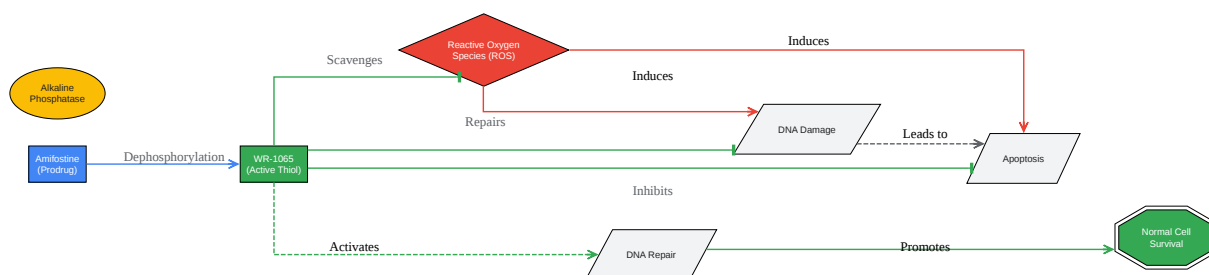 Induces
Reactive Oxygen
Species (ROS)
Scavenges
Induces
Alkaline
Phosphatase
Repairs
DNA Damage
Leads to
Dephosphorylation
Amifostine
(Prodrug)
WR-1065
(Active Thiol)
Apoptosis
Inhibits
Normal Cell
Survival
Activates
DNA Repair
Promotes